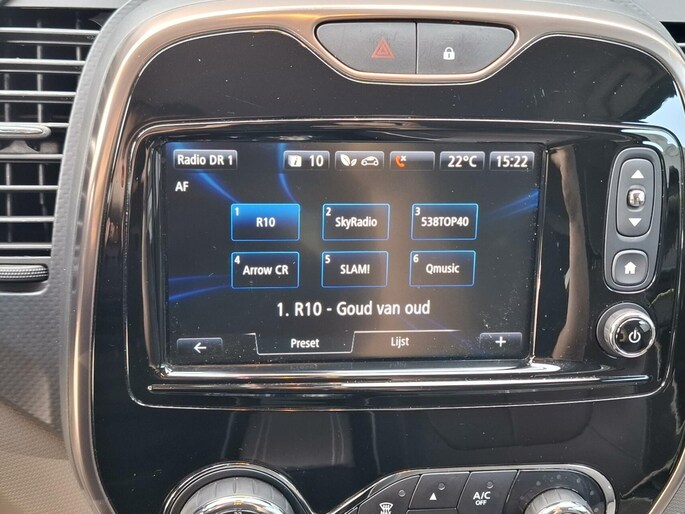 Radio DR 1 10 22°C 15:22
AF
1 R10 2 SkyRadio 3 538TOP40
4 Arrow CR 5 SLAM! 6 Qmusic
1. R10 - Goud van oud
Preset Lijst +
A/C
OFF
MAX